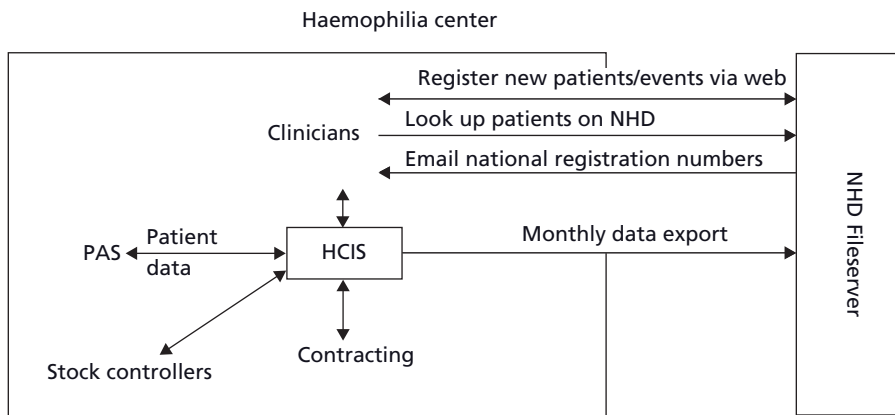 Haemophilia center
Register new patients/events via web
Clinicians
Look up patients on NHD
Email national registration numbers
NHD Fileserver
PAS
Patient
data
HCIS
Monthly data export
Contracting
Stock controllers